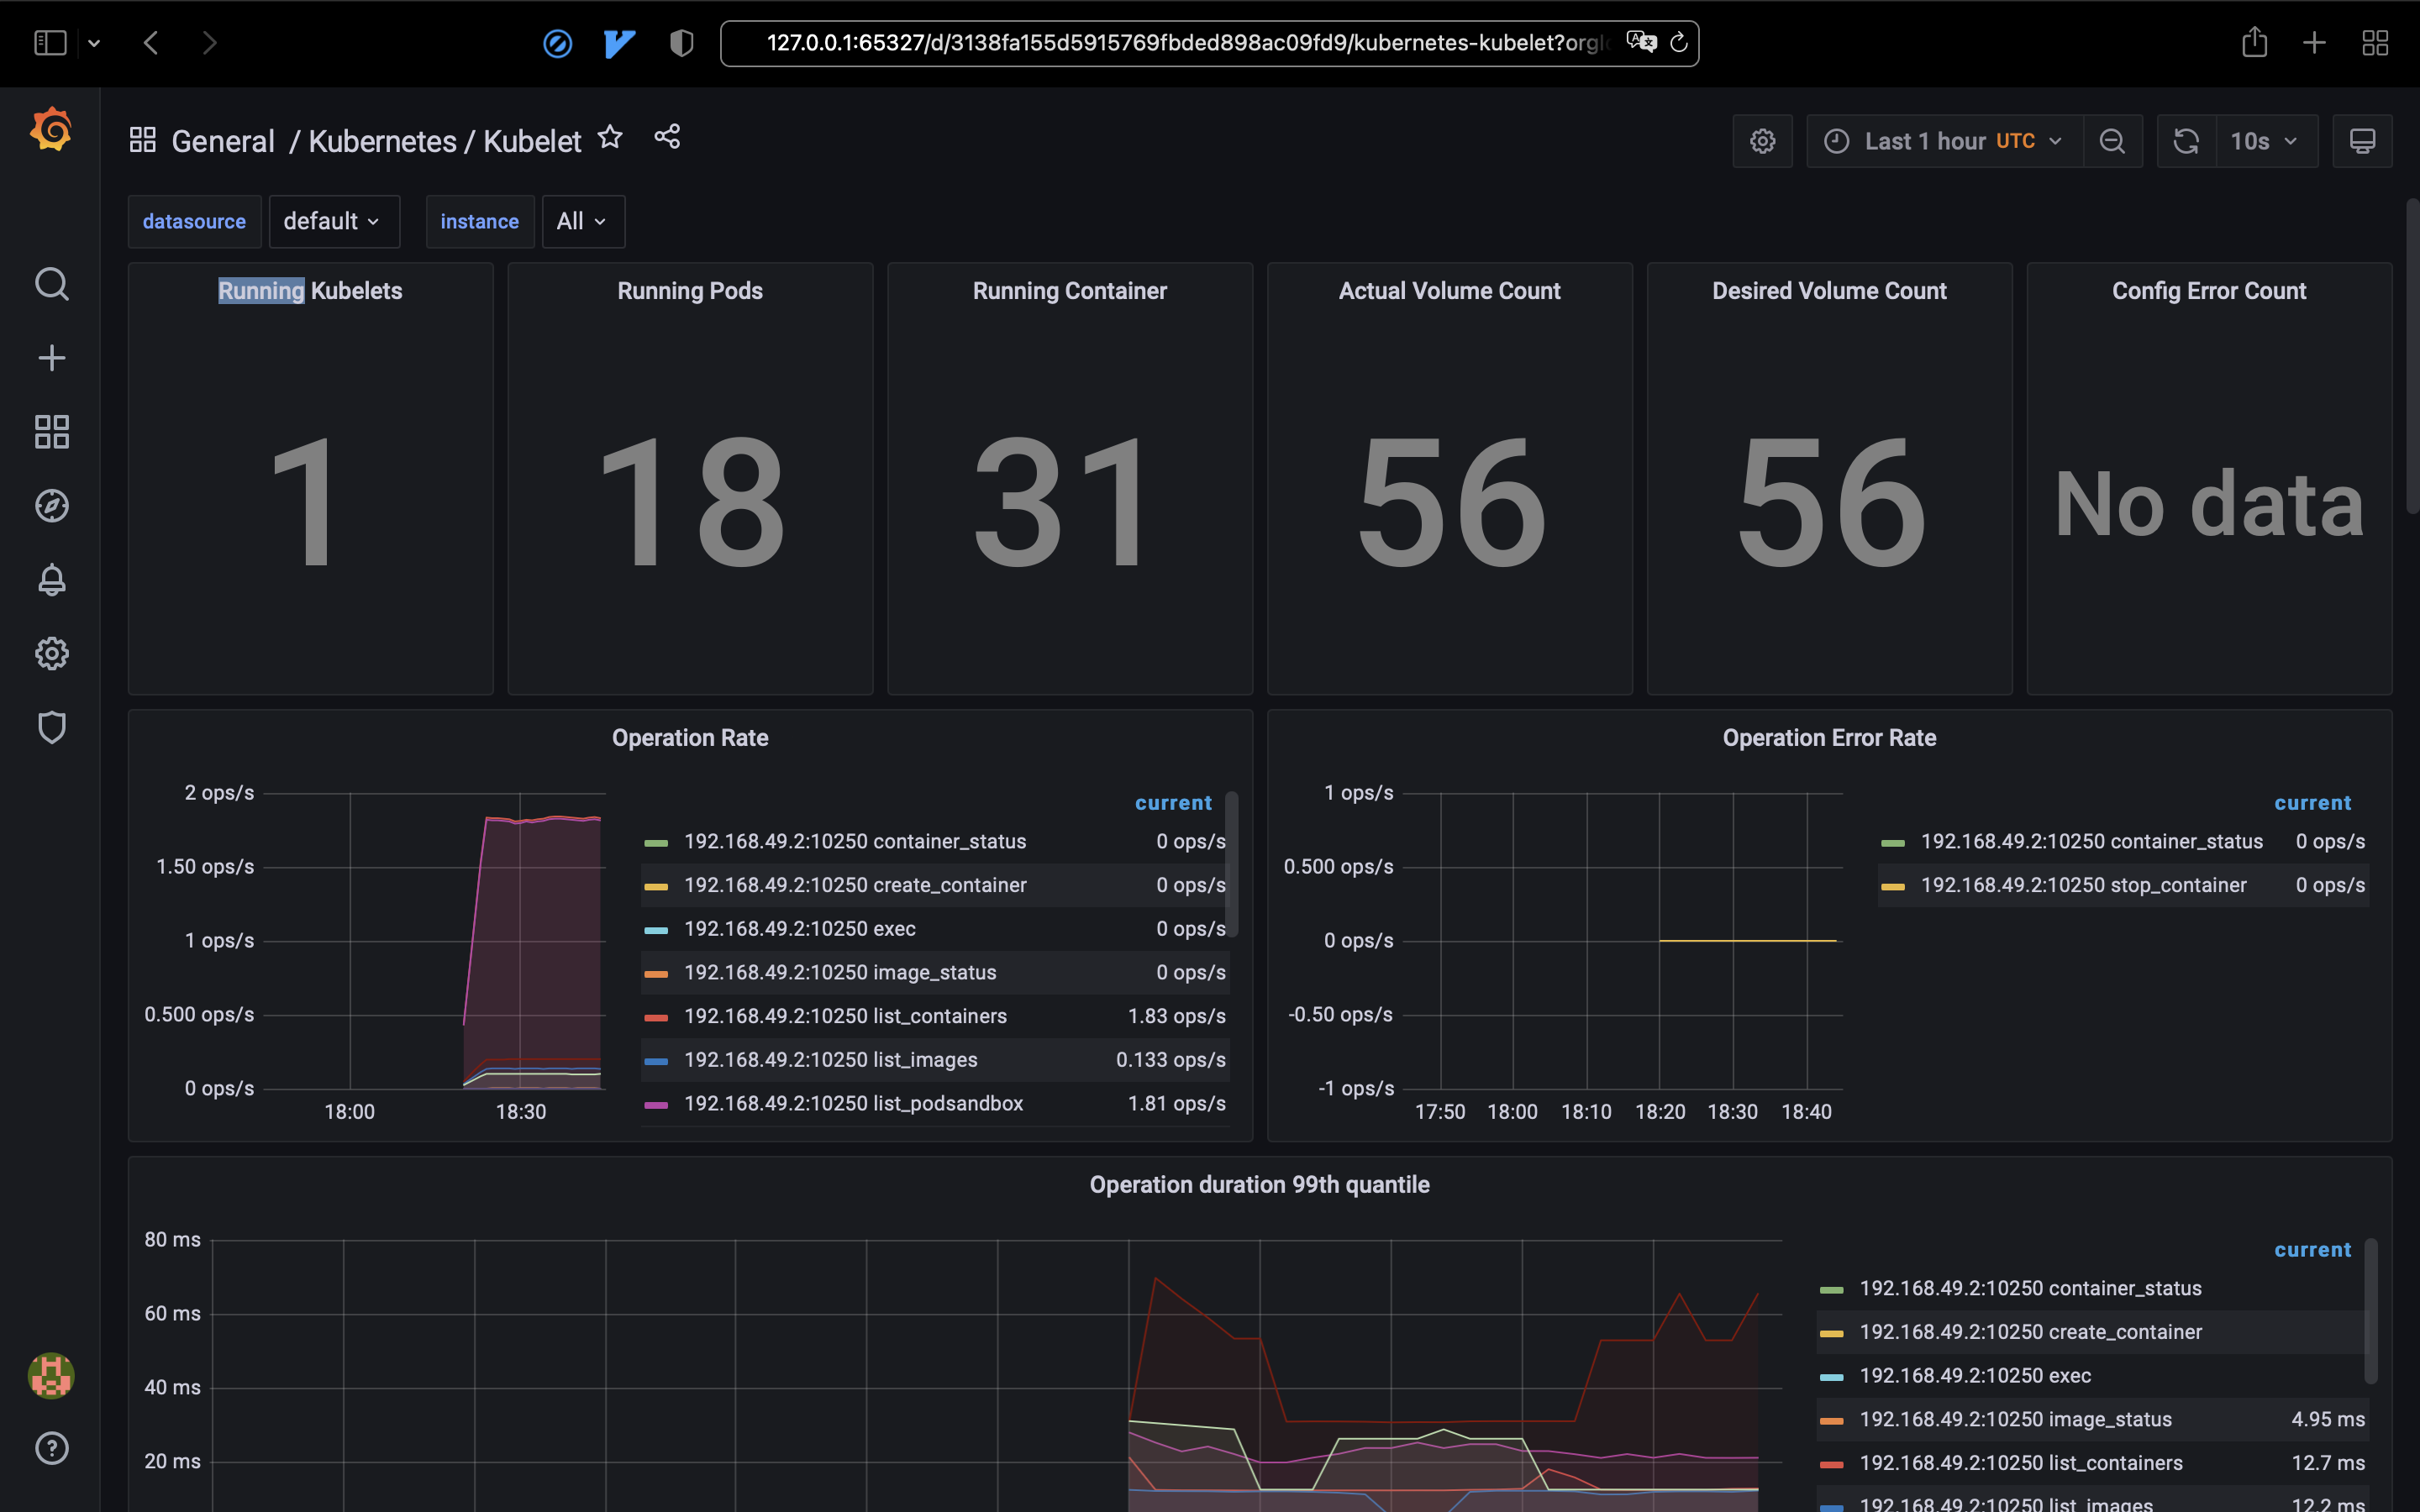 127.0.0.1:65327/d/3138fa155d5915769fbded898ac09fd9/kubernetes-kubelet?orgI
General / Kubernetes / Kubelet
Last 1 hour UTC
10s
datasource default instance All
Running Kubelets
1
Running Pods
18
Running Container
31
Actual Volume Count
56
Desired Volume Count
56
Config Error Count
No data
Operation Rate
2 ops/s
1.50 ops/s
1 ops/s
0.500 ops/s
0 ops/s
18:00 18:30
current
192.168.49.2:10250 container_status 0 ops/s
192.168.49.2:10250 create_container 0 ops/s
192.168.49.2:10250 exec 0 ops/s
192.168.49.2:10250 image_status 0 ops/s
192.168.49.2:10250 list_containers 1.83 ops/s
192.168.49.2:10250 list_images 0.133 ops/s
192.168.49.2:10250 list_podsandbox 1.81 ops/s
Operation Error Rate
1 ops/s
0.500 ops/s
0 ops/s
-0.50 ops/s
-1 ops/s
17:50 18:00 18:10 18:20 18:30 18:40
current
192.168.49.2:10250 container_status 0 ops/s
192.168.49.2:10250 stop_container 0 ops/s
Operation duration 99th quantile
80 ms
60 ms
40 ms
20 ms
current
192.168.49.2:10250 container_status
192.168.49.2:10250 create_container
192.168.49.2:10250 exec
192.168.49.2:10250 image_status 4.95 ms
192.168.49.2:10250 list_containers 12.7 ms
192.168.49.2:10250 list_images 12.2 ms